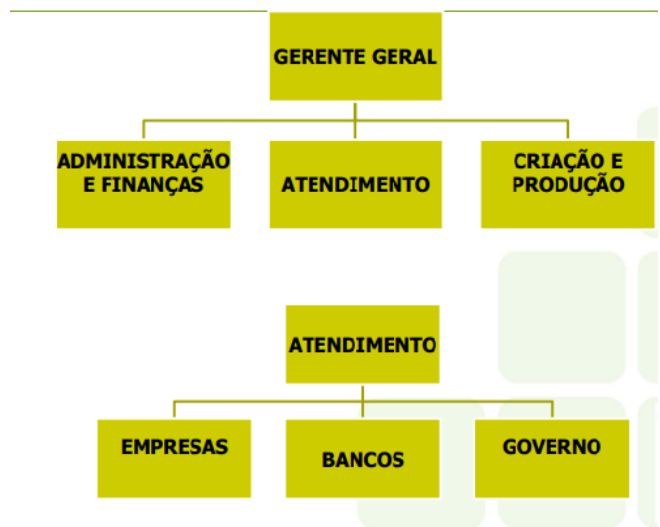 GERENTE GERAL
ADMINISTRAÇÃO
E FINANÇAS
ATENDIMENTO
CRIAÇÃO E
PRODUÇÃO
ATENDIMENTO
EMPRESAS
BANCOS
GOVERNO